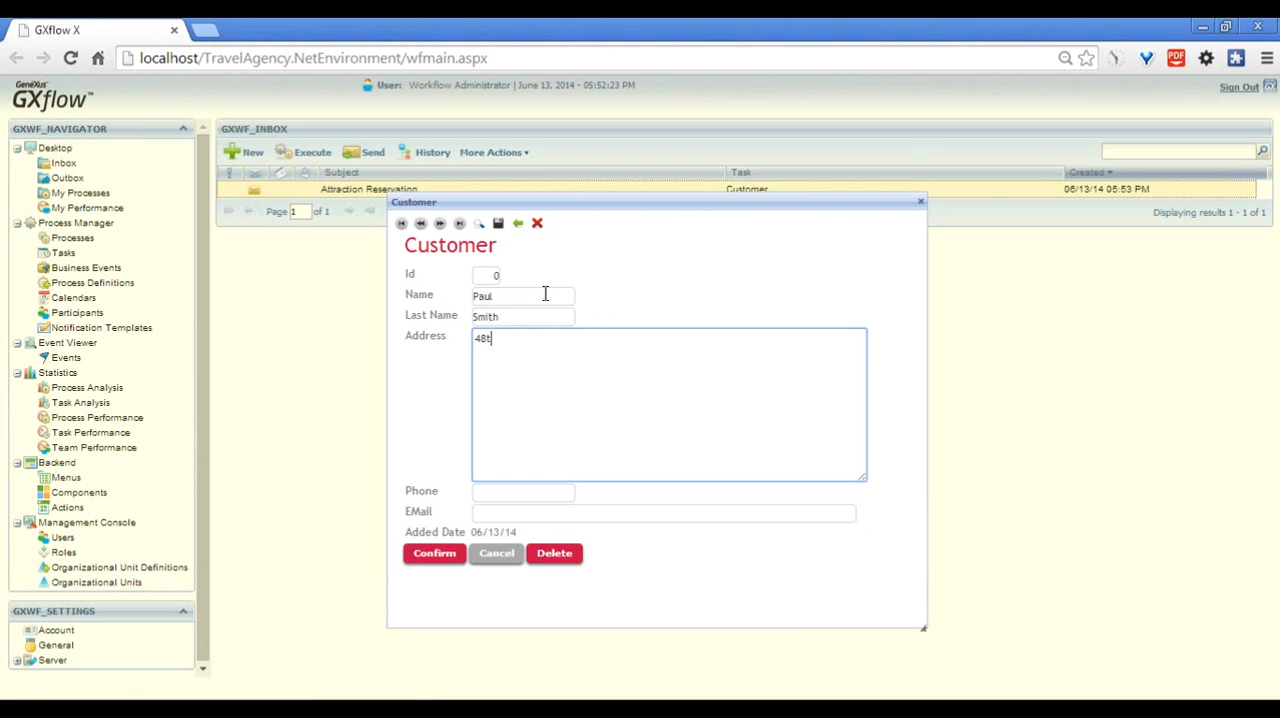 GXflow X
localhost/TravelAgency.NetEnvironment/wfmain.aspx
PDF
GeneXus
GXflow™
User: Workflow Administrator | June 13, 2014 - 05:52:23 PM
Sign Out
GXWF_NAVIGATOR
Desktop
Inbox
Outbox
My Processes
My Performance
Process Manager
Processes
Tasks
Business Events
Process Definitions
Calendars
Participants
Notification Templates
Event Viewer
Events
Statistics
Process Analysis
Task Analysis
Process Performance
Task Performance
Team Performance
Backend
Menus
Components
Actions
Management Console
Users
Roles
Organizational Unit Definitions
Organizational Units
GXWF_SETTINGS
Account
General
Server
GXWF_INBOX
New Execute Send History More Actions
Subject Task Created
Attraction Reservation Customer 06/13/14 05:53 PM
Page 1 of 1
Displaying results 1 - 1 of 1
Customer
Customer
Id 0
Name Paul
Last Name Smith
Address 48t
Phone
EMail
Added Date 06/13/14
Confirm Cancel Delete